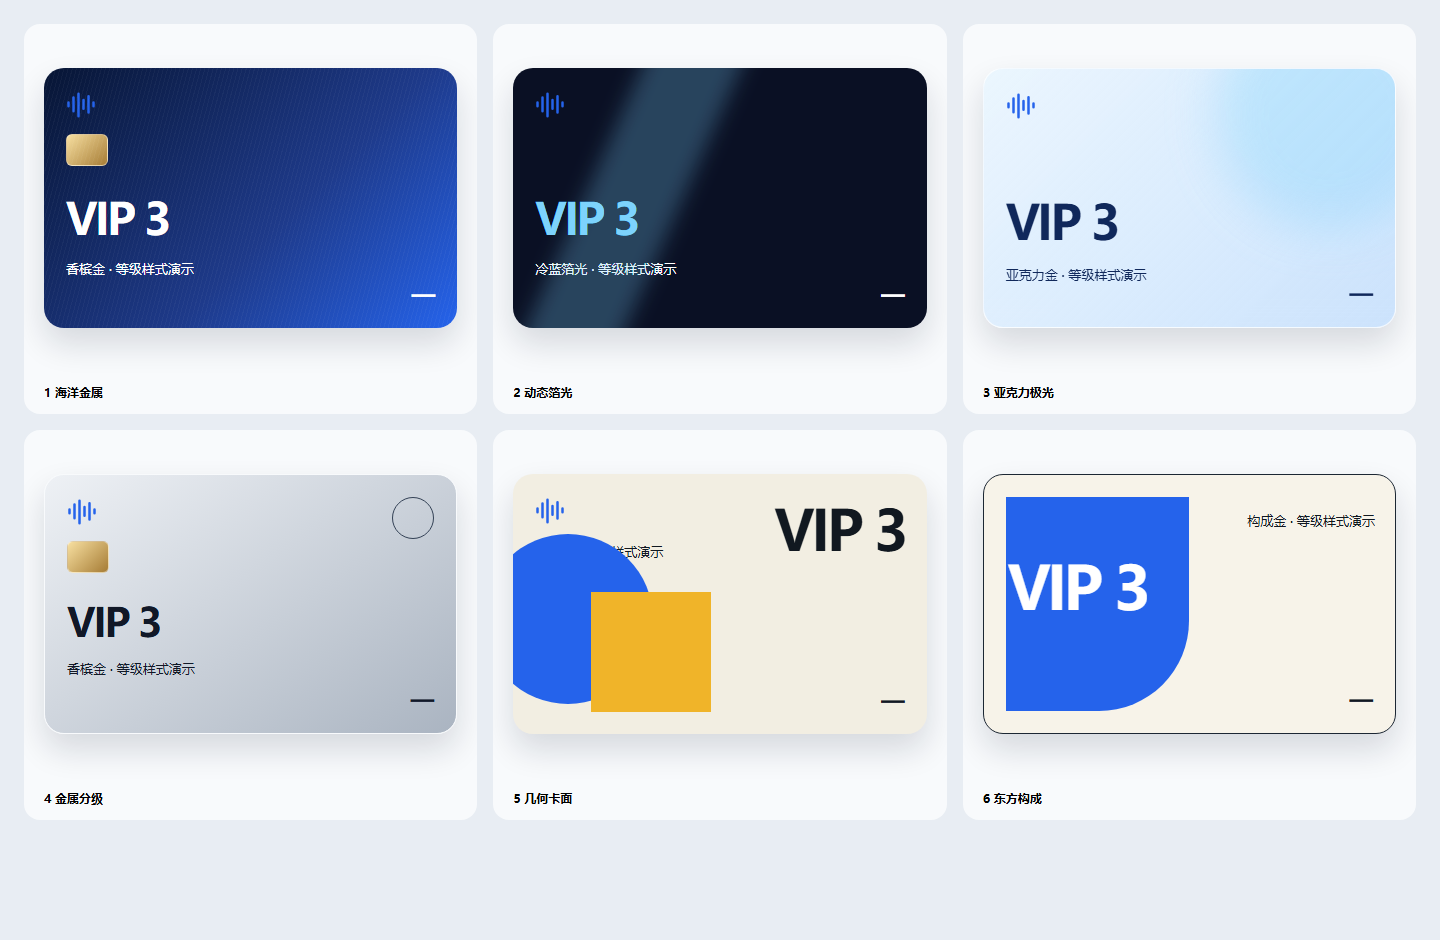 VIP 3
香槟金 · 等级样式演示
1 海洋金属
VIP 3
冷蓝箔光 · 等级样式演示
2 动态箔光
VIP 3
亚克力金 · 等级样式演示
3 亚克力极光
VIP 3
香槟金 · 等级样式演示
4 金属分级
VIP 3
样式演示
5 几何卡面
构成金 · 等级样式演示
VIP 3
6 东方构成